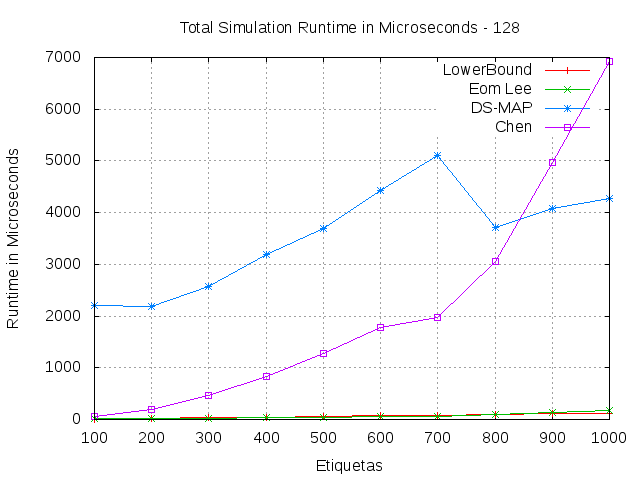 Total Simulation Runtime in Microseconds - 128
7000
6000
5000
4000
3000
2000
1000
0
Runtime in Microseconds
LowerBound
Eom Lee
DS-MAP
Chen
100 200 300 400 500 600 700 800 900 1000
Etiquetas